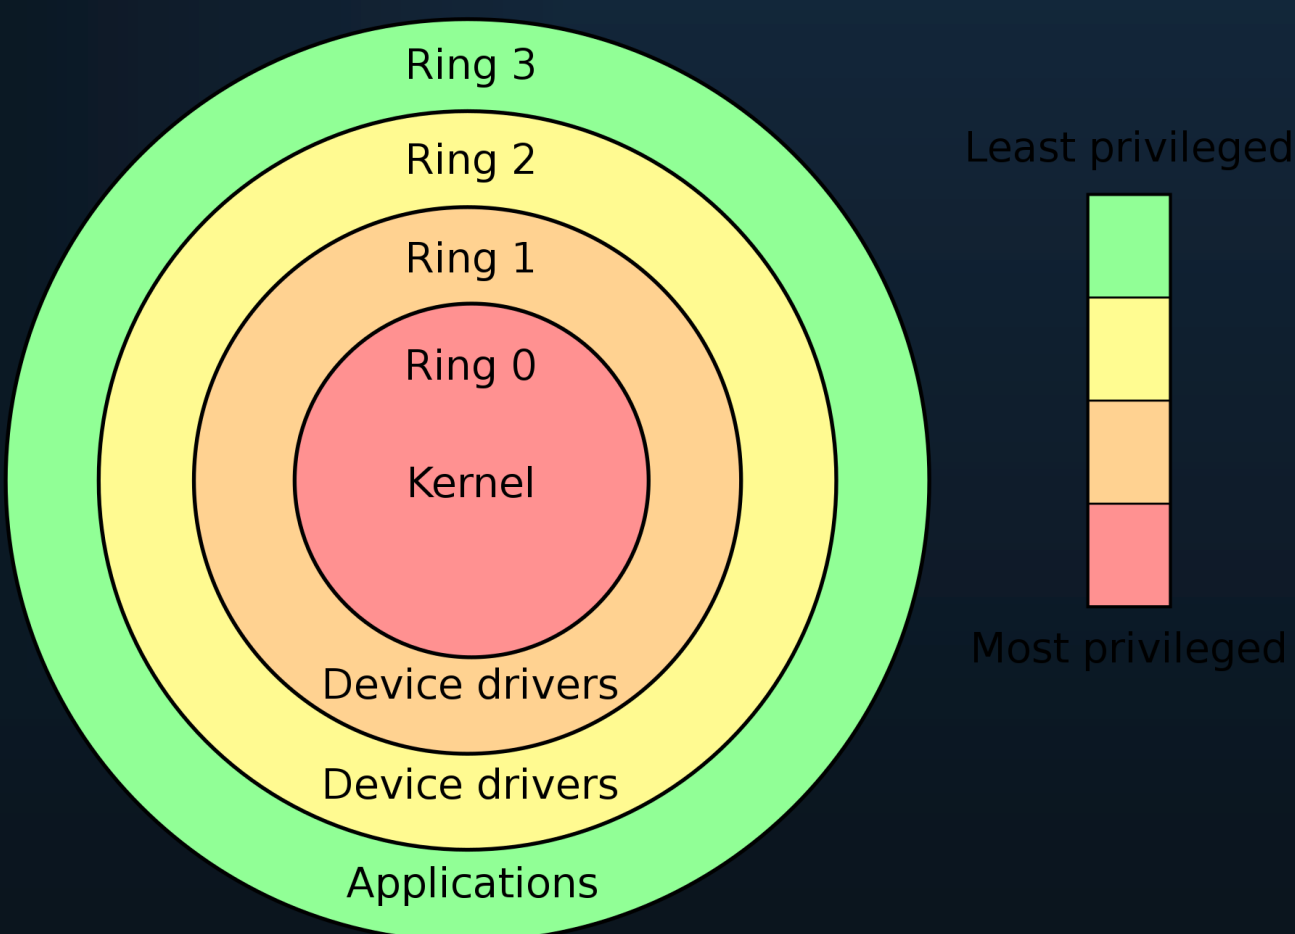 Ring 3
Ring 2
Ring 1
Ring 0
Kernel
Device drivers
Device drivers
Applications
Least privileged
Most privileged